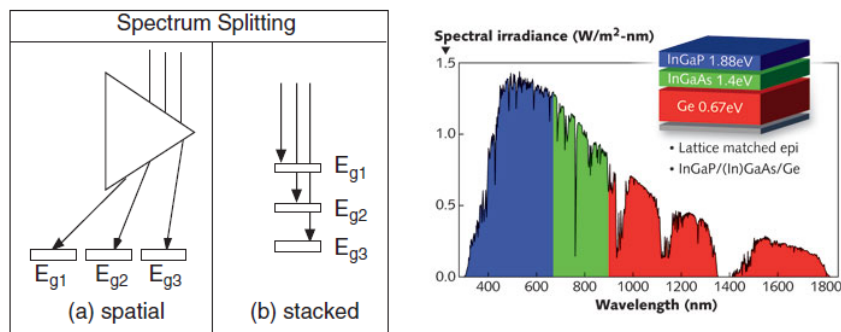 Spectrum Splitting
E_g1
E_g2
E_g3
E_g1 E_g2 E_g3
(a) spatial
(b) stacked
Spectral irradiance (W/m²-nm)
1.5
1.0
0.5
0.0
InGaP 1.88eV
InGaAs 1.4eV
Ge 0.67eV
• Lattice matched epi
• InGaP/(In)GaAs/Ge
400 600 800 1000 1200 1400 1600 1800
Wavelength (nm)